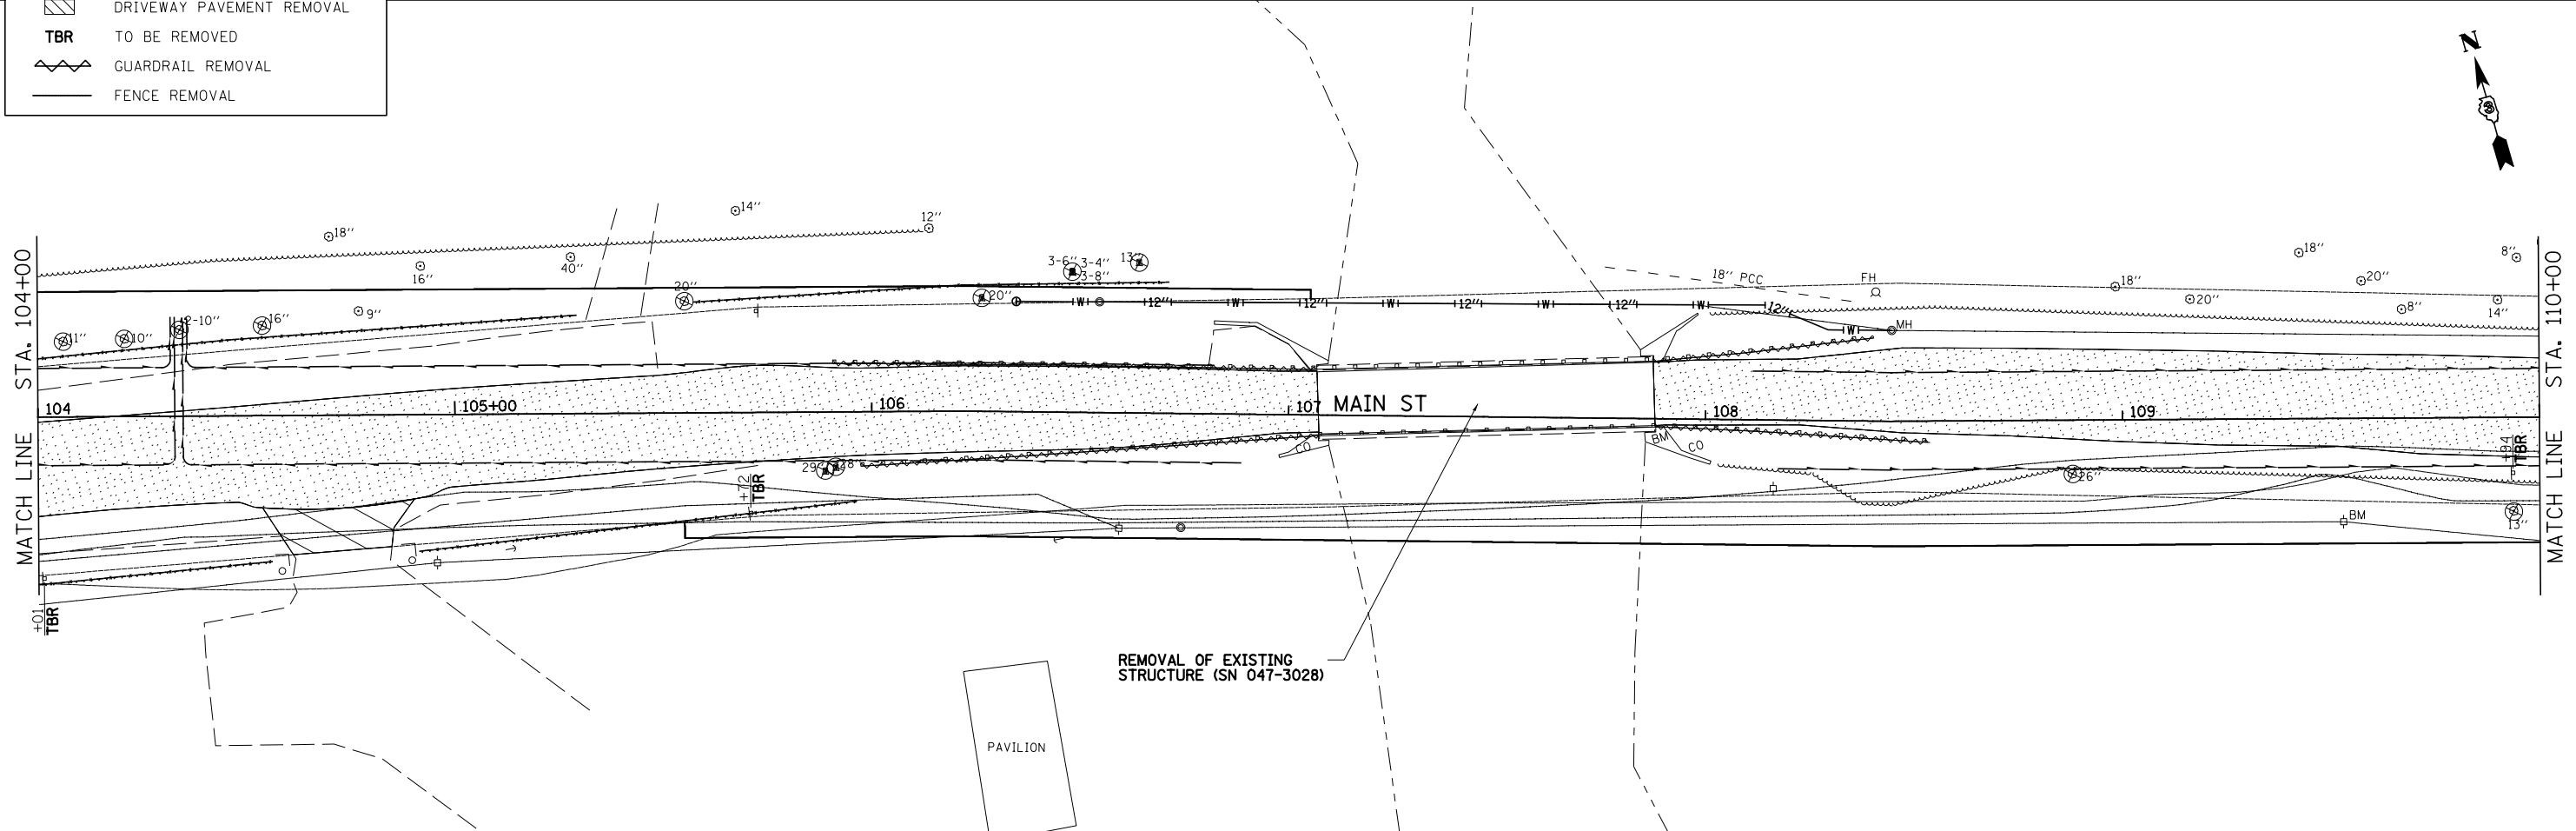 DRIVEWAY PAVEMENT REMOVAL
TBR TO BE REMOVED
GUARDRAIL REMOVAL
FENCE REMOVAL
N
MATCH LINE STA. 104+00
MATCH LINE STA. 110+00
14''
12''
18''
16''
40''
9''
11''
10''
2-10''
16''
20''
20''
3-6'' 3-4''
3-8''
13''
W 12'' W 12'' W 12'' W 12'' W 12'' W
18'' PCC
FH
MH
18''
20''
18''
20''
8''
8''
14''
104
105+00
106
107
MAIN ST
108
109
CO
BM
CO
29''
28''
+72
TBR
26''
+94
TBR
BM
13''
+01
TBR
REMOVAL OF EXISTING
STRUCTURE (SN 047-3028)
PAVILION